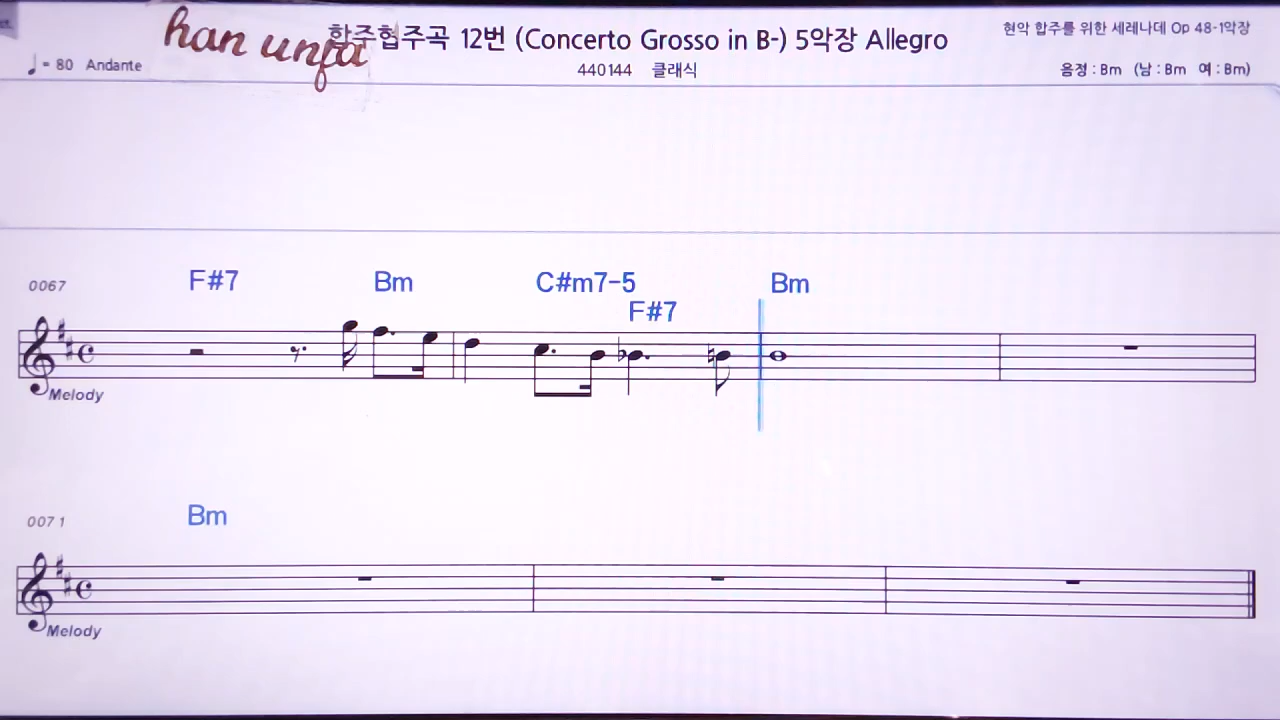 han unfa
합주협주곡 12번 (Concerto Grosso in B-) 5악장 Allegro
현악 합주를 위한 세레나데 Op 48-1악장
♩= 80 Andante
440144 클래식
음정 : Bm (남 : Bm 여 : Bm)
0067 F#7 Bm C#m7-5 F#7 Bm
Melody
0071 Bm
Melody